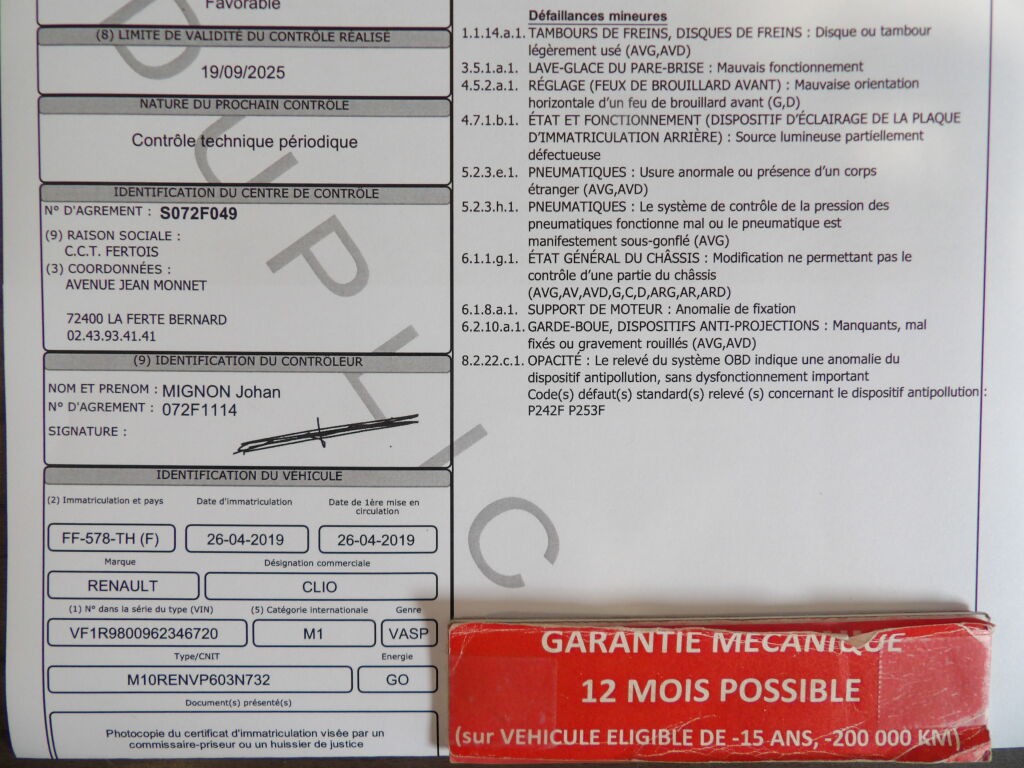 Favorable
(8) LIMITE DE VALIDITÉ DU CONTRÔLE RÉALISÉ
19/09/2025
NATURE DU PROCHAIN CONTRÔLE
Contrôle technique périodique
IDENTIFICATION DU CENTRE DE CONTRÔLE
N° D'AGREMENT : S072F049
(9) RAISON SOCIALE :
C.C.T. FERTOIS
(3) COORDONNÉES :
AVENUE JEAN MONNET
72400 LA FERTE BERNARD
02.43.93.41.41
(9) IDENTIFICATION DU CONTRÔLEUR
NOM ET PRENOM : MIGNON Johan
N° D'AGREMENT : 072F1114
SIGNATURE :
IDENTIFICATION DU VÉHICULE
(2) Immatriculation et pays Date d'immatriculation Date de 1ère mise en
circulation
FF-578-TH (F) 26-04-2019 26-04-2019
Marque Désignation commerciale
RENAULT CLIO
(1) N° dans la série du type (VIN) (5) Catégorie internationale Genre
VF1R9800962346720 M1 VASP
Type/CNIT Energie
M10RENVP603N732 GO
Document(s) présenté(s)
Photocopie du certificat d'immatriculation visée par un
commissaire-priseur ou un huissier de justice
Défaillances mineures
1.1.14.a.1. TAMBOURS DE FREINS, DISQUES DE FREINS : Disque ou tambour
légèrement usé (AVG,AVD)
3.5.1.a.1. LAVE-GLACE DU PARE-BRISE : Mauvais fonctionnement
4.5.2.a.1. RÉGLAGE (FEUX DE BROUILLARD AVANT) : Mauvaise orientation
horizontale d'un feu de brouillard avant (G,D)
4.7.1.b.1. ÉTAT ET FONCTIONNEMENT (DISPOSITIF D'ÉCLAIRAGE DE LA PLAQUE
D'IMMATRICULATION ARRIÈRE) : Source lumineuse partiellement
défectueuse
5.2.3.e.1. PNEUMATIQUES : Usure anormale ou présence d'un corps
étranger (AVG,AVD)
5.2.3.h.1. PNEUMATIQUES : Le système de contrôle de la pression des
pneumatiques fonctionne mal ou le pneumatique est
manifestement sous-gonflé (AVG)
6.1.1.g.1. ÉTAT GÉNÉRAL DU CHÂSSIS : Modification ne permettant pas le
contrôle d'une partie du châssis
(AVG,AV,AVD,G,C,D,ARG,AR,ARD)
6.1.8.a.1. SUPPORT DE MOTEUR : Anomalie de fixation
6.2.10.a.1. GARDE-BOUE, DISPOSITIFS ANTI-PROJECTIONS : Manquants, mal
fixés ou gravement rouillés (AVG,AVD)
8.2.22.c.1. OPACITÉ : Le relevé du système OBD indique une anomalie du
dispositif antipollution, sans dysfonctionnement important
Code(s) défaut(s) standard(s) relevé (s) concernant le dispositif antipollution :
P242F P253F
DUPLIC
GARANTIE MECANIQUE
12 MOIS POSSIBLE
(sur VEHICULE ELIGIBLE DE -15 ANS, -200 000 KM)